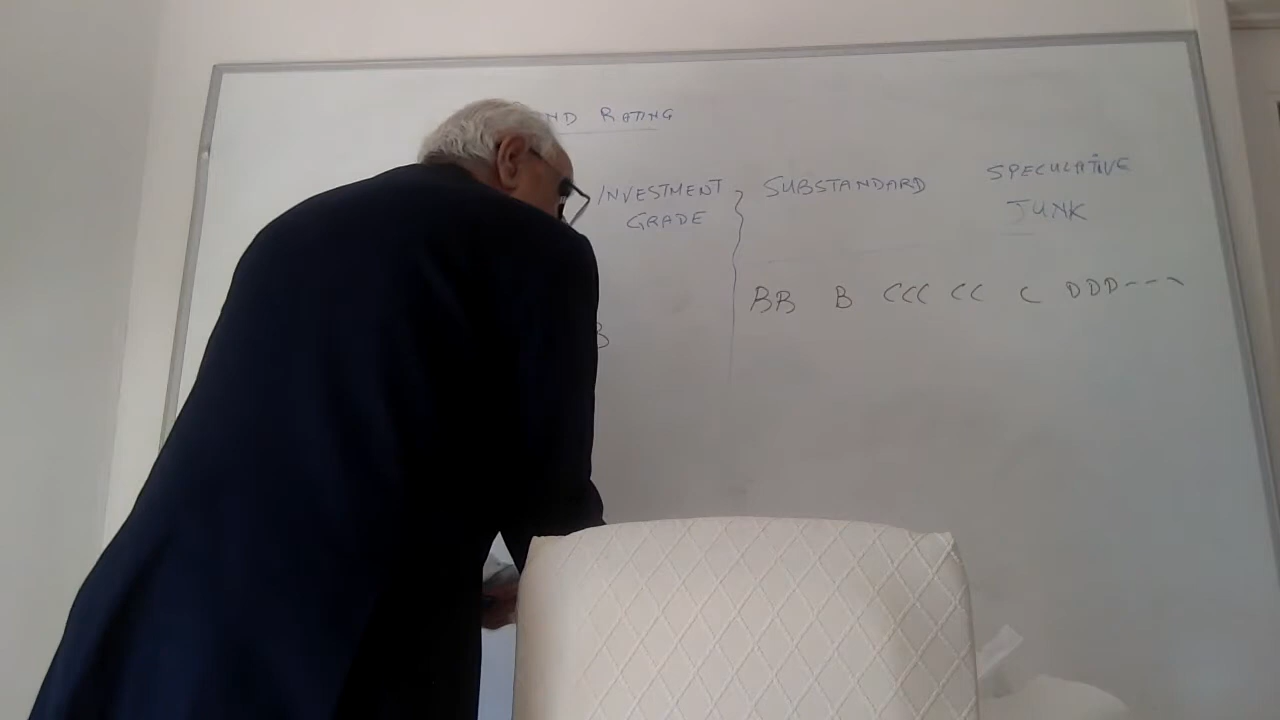 ND RATING
INVESTMENT SUBSTANDARD SPECULATIVE
GRADE JUNK
BB B CCC CC C DDD---
B